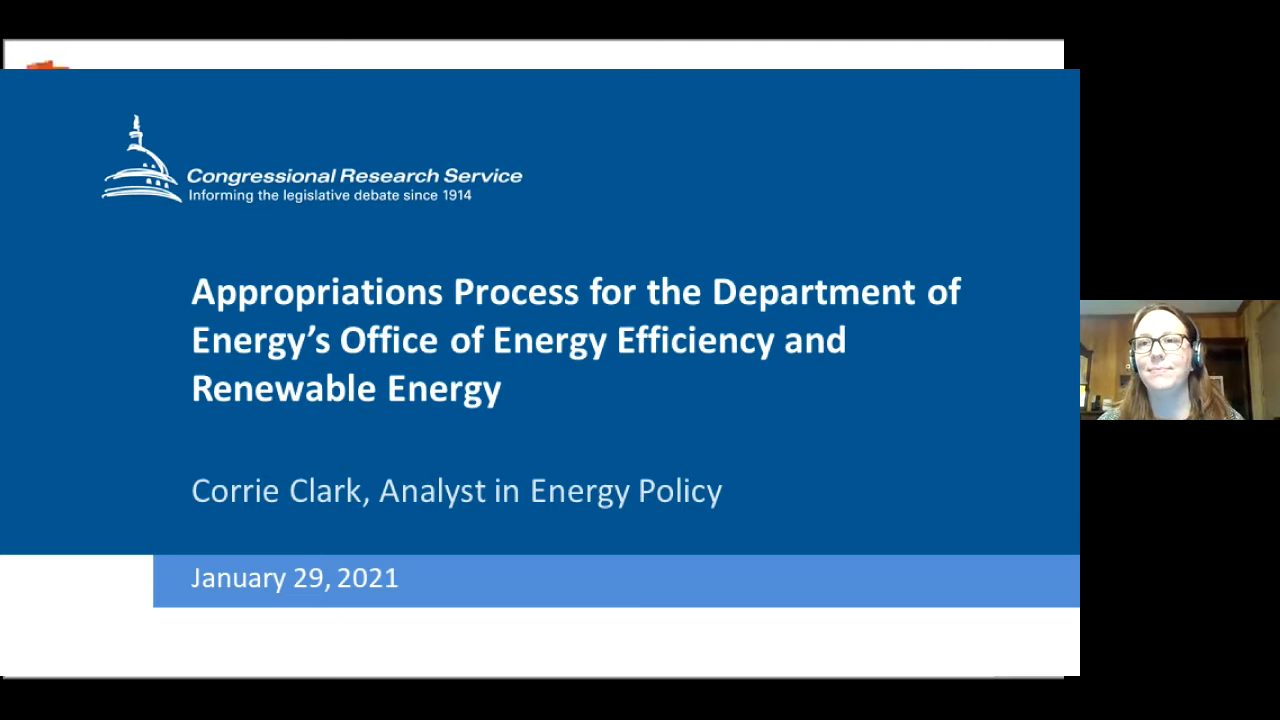 Congressional Research Service
Informing the legislative debate since 1914
Appropriations Process for the Department of
Energy’s Office of Energy Efficiency and
Renewable Energy
Corrie Clark, Analyst in Energy Policy
January 29, 2021